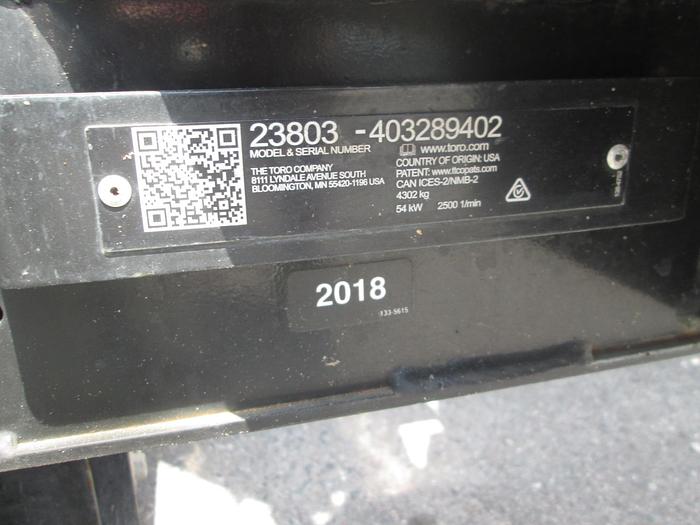 23803 -403289402
MODEL & SERIAL NUMBER
www.toro.com
THE TORO COMPANY
8111 LYNDALE AVENUE SOUTH
BLOOMINGTON, MN 55420-1196 USA
COUNTRY OF ORIGIN: USA
PATENT: www.ttcopats.com
CAN ICES-2/NMB-2
4302 kg
54 kW 2500 1/min
2018
133-5615